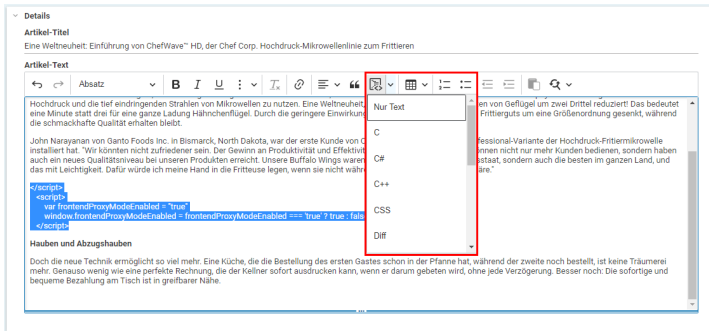 Details
Artikel-Titel
Eine Weltneuheit: Einführung von ChefWave™ HD, der Chef Corp. Hochdruck-Mikrowellenlinie zum Frittieren
Artikel-Text
Absatz
B I U
Hochdruck und die tief eindringenden Strahlen von Mikrowellen zu nutzen. Eine Weltneuheit, en von Geflügel um zwei Drittel reduziert! Das bedeutet
eine Minute statt drei für eine ganze Ladung Hähnchenflügel. Durch die geringere Einwirkung Frittierguts um eine Größenordnung gesenkt, während
die schmackhafte Qualität erhalten bleibt.
John Narayanan von Ganto Foods Inc. in Bismarck, North Dakota, war der erste Kunde von C fessional-Variante der Hochdruck-Fritiermikrowelle
installiert hat. "Wir könnten nicht zufriedener sein. Der Gewinn an Produktivität und Effektivität önnen nicht nur mehr Kunden bedienen, sondern haben
auch ein neues Qualitätsniveau bei unseren Produkten erreicht. Unsere Buffalo Wings waren sstaat, sondern auch die besten im ganzen Land, und
das mit Leichtigkeit. Dafür würde ich meine Hand in die Fritteuse legen, wenn sie nicht währ äre."
</script>
<script>
var frontendProxyModeEnabled = "true"
window.frontendProxyModeEnabled = frontendProxyModeEnabled === 'true' ? true : fals
</script>
Hauben und Abzugshauben
Doch die neue Technik ermöglicht so viel mehr. Eine Küche, die die Bestellung des ersten Gastes schon in der Pfanne hat, während der zweite noch bestellt, ist keine Träumerei
mehr. Genauso wenig wie eine perfekte Rechnung, die der Kellner sofort ausdrucken kann, wenn er darum gebeten wird, ohne jede Verzögerung. Besser noch: Die sofortige und
bequeme Bezahlung am Tisch ist in greifbarer Nähe.
Nur Text
C
C#
C++
CSS
Diff